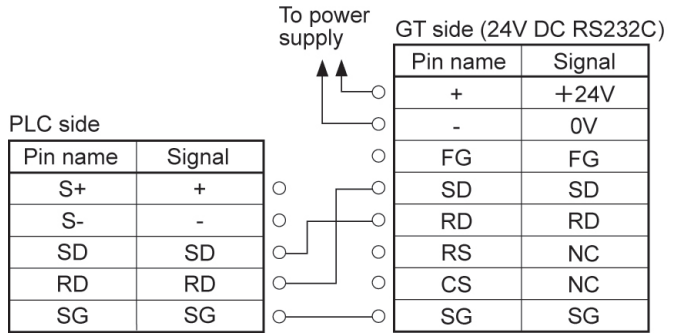 To power
supply
GT side (24V DC RS232C)
Pin name Signal
+ +24V
- 0V
FG FG
SD SD
RD RD
RS NC
CS NC
SG SG
PLC side
Pin name Signal
S+ +
S- -
SD SD
RD RD
SG SG